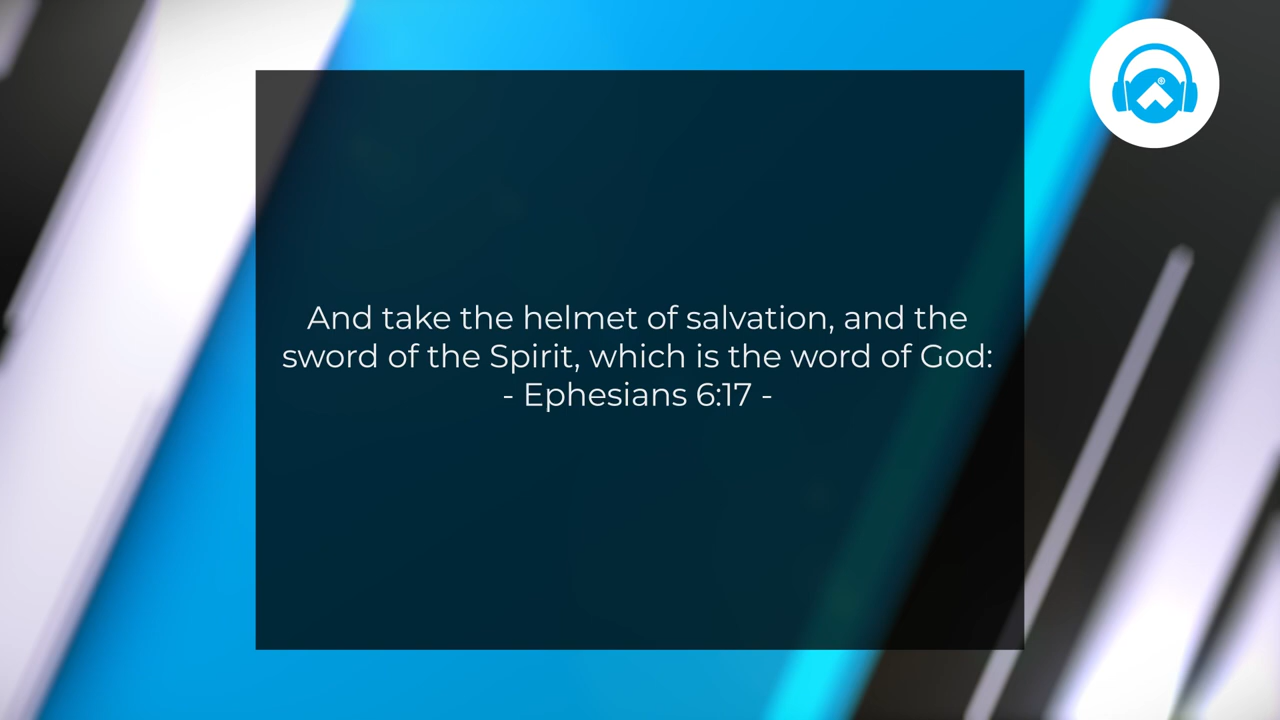 And take the helmet of salvation, and the
sword of the Spirit, which is the word of God:
- Ephesians 6:17 -